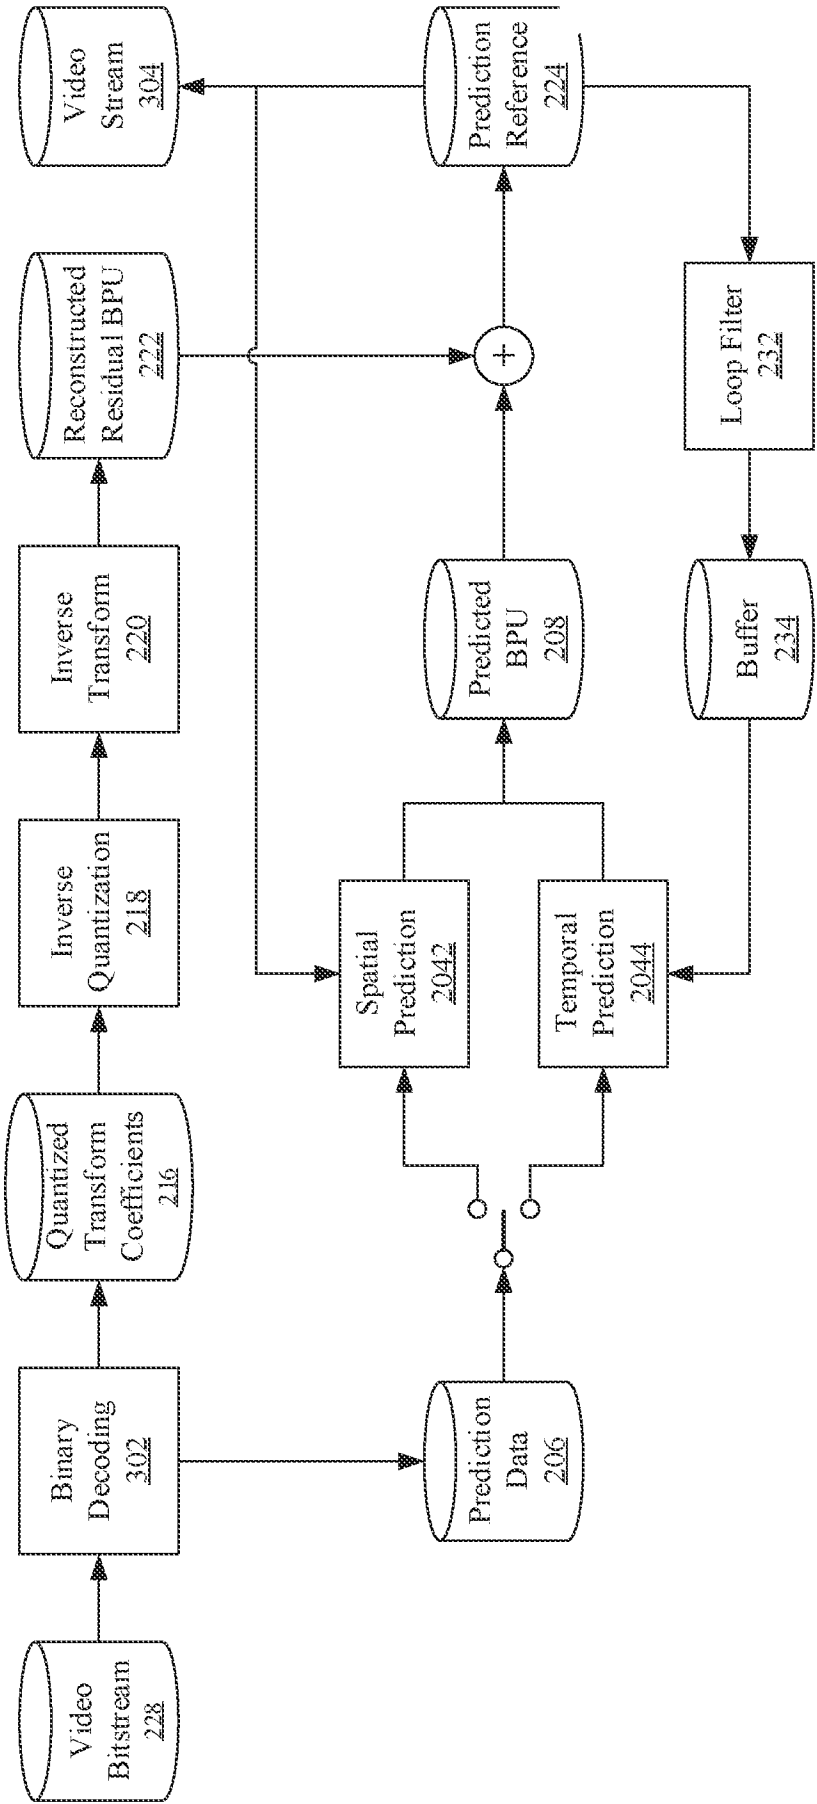 Video
Bitstream
228
Binary
Decoding
302
Quantized
Transform
Coefficients
216
Inverse
Quantization
218
Inverse
Transform
220
Reconstructed
Residual BPU
222
Video
Stream
304
Prediction
Data
206
Spatial
Prediction
2042
Temporal
Prediction
2044
Predicted
BPU
208
+
Prediction
Reference
224
Buffer
234
Loop Filter
232